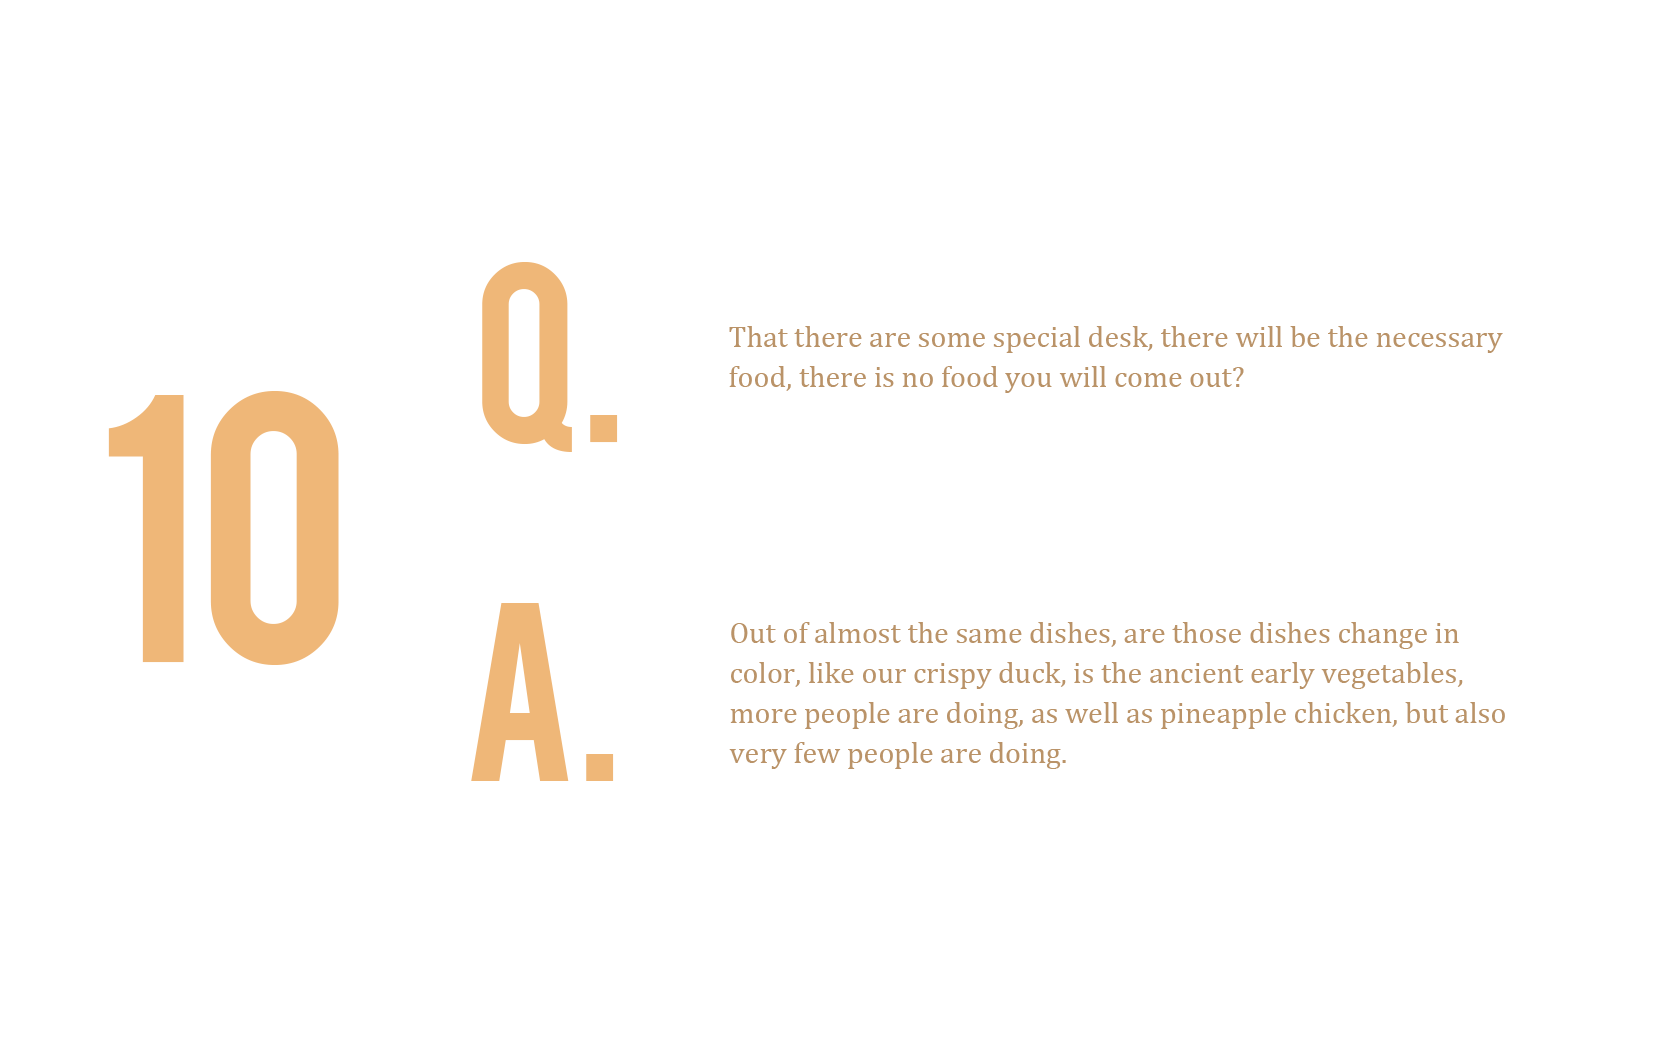 10
Q.
That there are some special desk, there will be the necessary
food, there is no food you will come out?
A.
Out of almost the same dishes, are those dishes change in
color, like our crispy duck, is the ancient early vegetables,
more people are doing, as well as pineapple chicken, but also
very few people are doing.